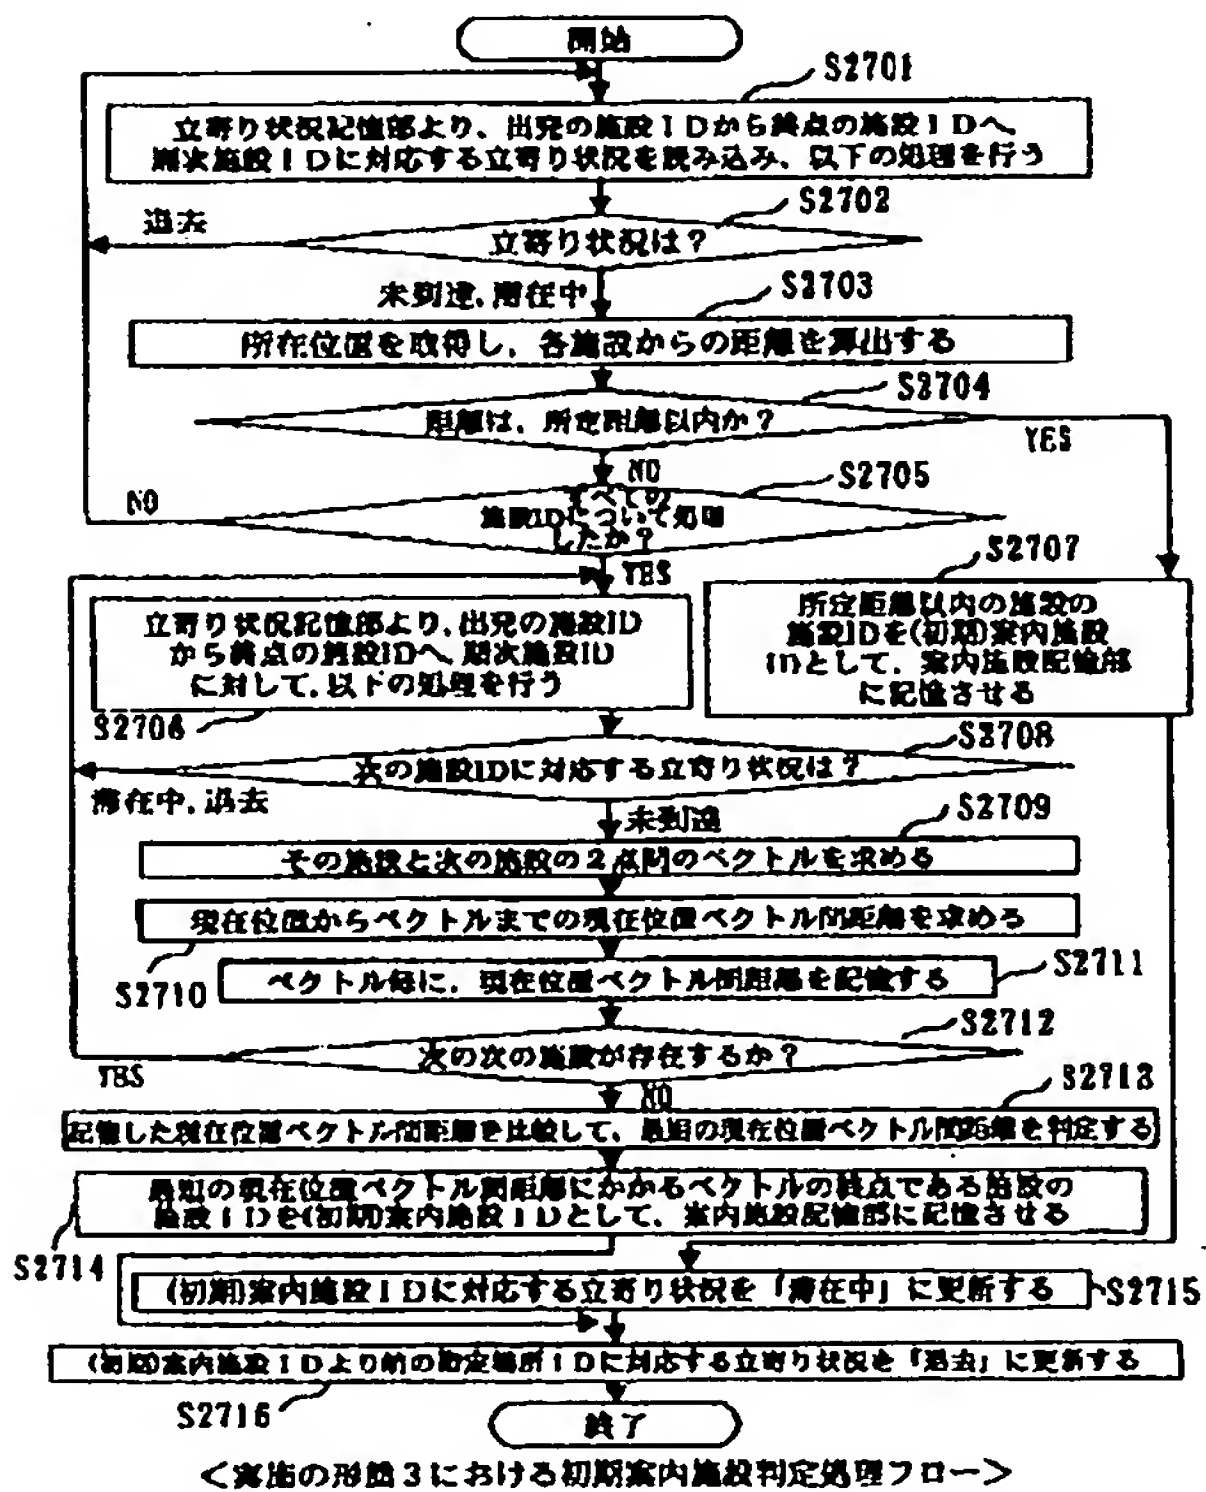 開始
S2701
立寄り状況記憶部より、出発の施設IDから終点の施設IDへ
順次施設IDに対応する立寄り状況を読み込み、以下の処理を行う
S2702
立寄り状況は?
過去
未到達,滞在中
S2703
所在位置を取得し、各施設からの距離を算出する
S2704
距離は、所定距離以内か?
YES
NO
S2705
すべての
施設IDについて処理
したか?
NO
YES
S2707
所定距離以内の施設の
施設IDを(初期)案内施設
IDとして、案内施設記憶部
に記憶させる
立寄り状況記憶部より,出発の施設ID
から終点の施設IDへ,順次施設ID
に対して,以下の処理を行う
S2706
S2708
次の施設IDに対応する立寄り状況は?
滞在中,過去
未到達
S2709
その施設と次の施設の2点間のベクトルを求める
現在位置からベクトルまでの現在位置ベクトル間距離を求める
S2710
ベクトル毎に、現在位置ベクトル間距離を記憶する
S2711
S2712
次の次の施設が存在するか?
YES
NO
S2713
記憶した現在位置ベクトル間距離を比較して、最短の現在位置ベクトル間距離を判定する
最短の現在位置ベクトル間距離にかかるベクトルの終点である施設の
施設IDを(初期)案内施設IDとして、案内施設記憶部に記憶させる
S2714
(初期)案内施設IDに対応する立寄り状況を「滞在中」に更新する
S2715
(初期)案内施設IDより前の指定場所IDに対応する立寄り状況を「過去」に更新する
S2716
終了
<実施の形態3における初期案内施設判定処理フロー>